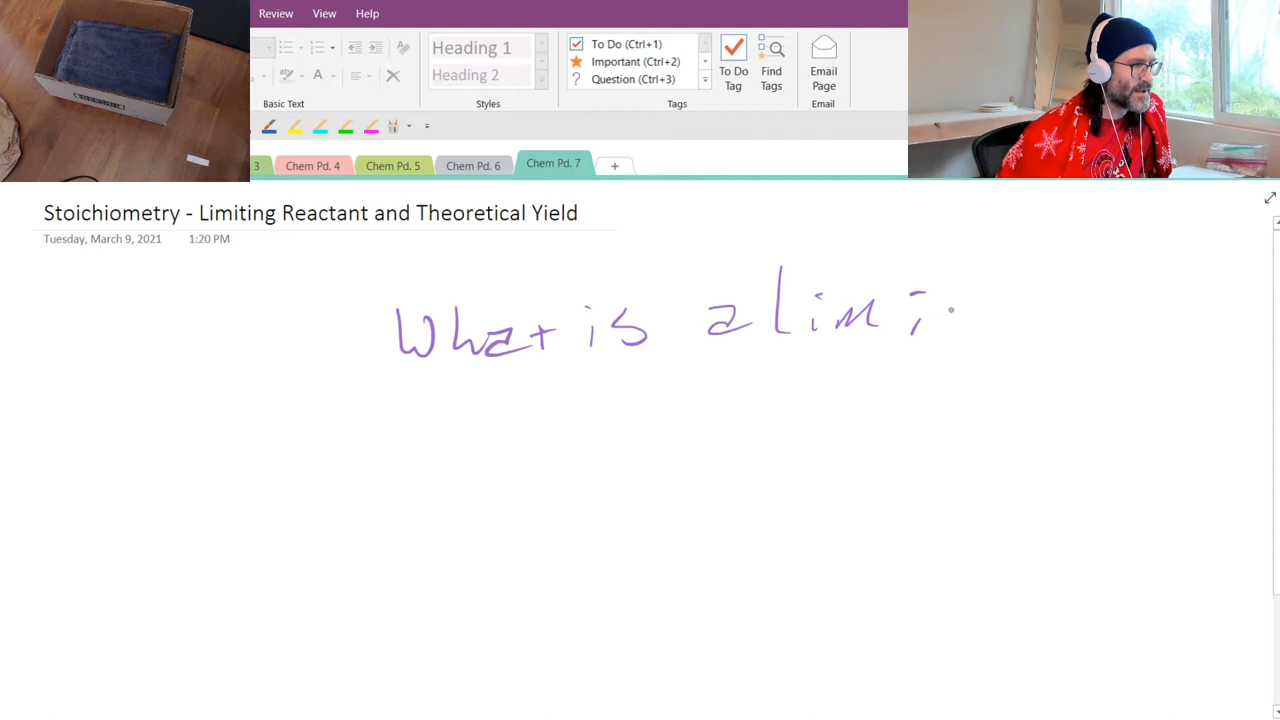 Review View Help
Heading 1
To Do (Ctrl+1)
Important (Ctrl+2)
Heading 2
Question (Ctrl+3)
To Do Tag
Find Tags
Email Page
Basic Text Styles Tags Email
3 Chem Pd. 4 Chem Pd. 5 Chem Pd. 6 Chem Pd. 7 +
Stoichiometry - Limiting Reactant and Theoretical Yield
Tuesday, March 9, 2021 1:20 PM
What is a limi